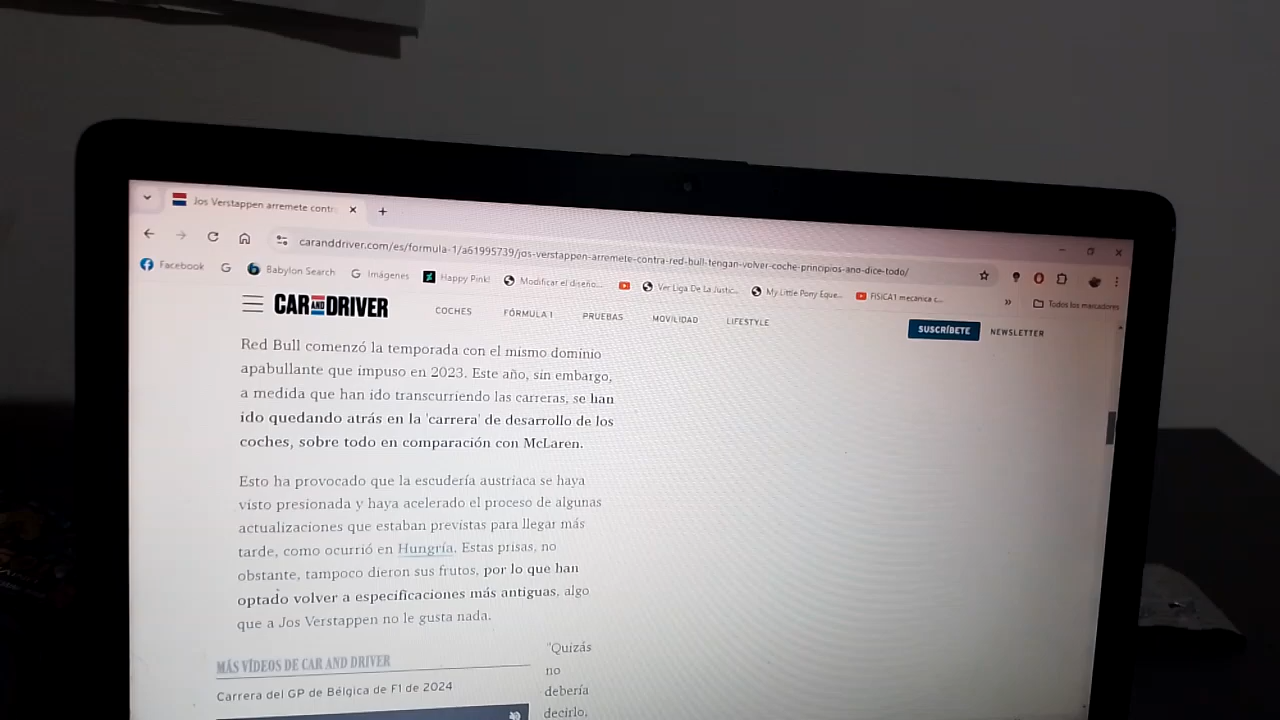 Jos Verstappen arremete contr
caranddriver.com/es/formula-1/a61995739/jos-verstappen-arremete-contra-red-bull-tengan-volver-coche-principios-ano-dice-todo/
Facebook
Babylon Search
Imágenes
Happy Pink!
Modificar el diseño...
Ver Liga De La Justic...
My Little Pony Eque...
FISICA1 mecanica c...
Todos los marcadores
CAR AND DRIVER
COCHES
FÓRMULA 1
PRUEBAS
MOVILIDAD
LIFESTYLE
SUSCRÍBETE
NEWSLETTER
Red Bull comenzó la temporada con el mismo dominio
apabullante que impuso en 2023. Este año, sin embargo,
a medida que han ido transcurriendo las carreras, se han
ido quedando atrás en la 'carrera' de desarrollo de los
coches, sobre todo en comparación con McLaren.
Esto ha provocado que la escudería austríaca se haya
visto presionada y haya acelerado el proceso de algunas
actualizaciones que estaban previstas para llegar más
tarde, como ocurrió en Hungría. Estas prisas, no
obstante, tampoco dieron sus frutos, por lo que han
optado volver a especificaciones más antiguas, algo
que a Jos Verstappen no le gusta nada.
MÁS VÍDEOS DE CAR AND DRIVER
Carrera del GP de Bélgica de F1 de 2024
"Quizás
no
debería
decirlo,